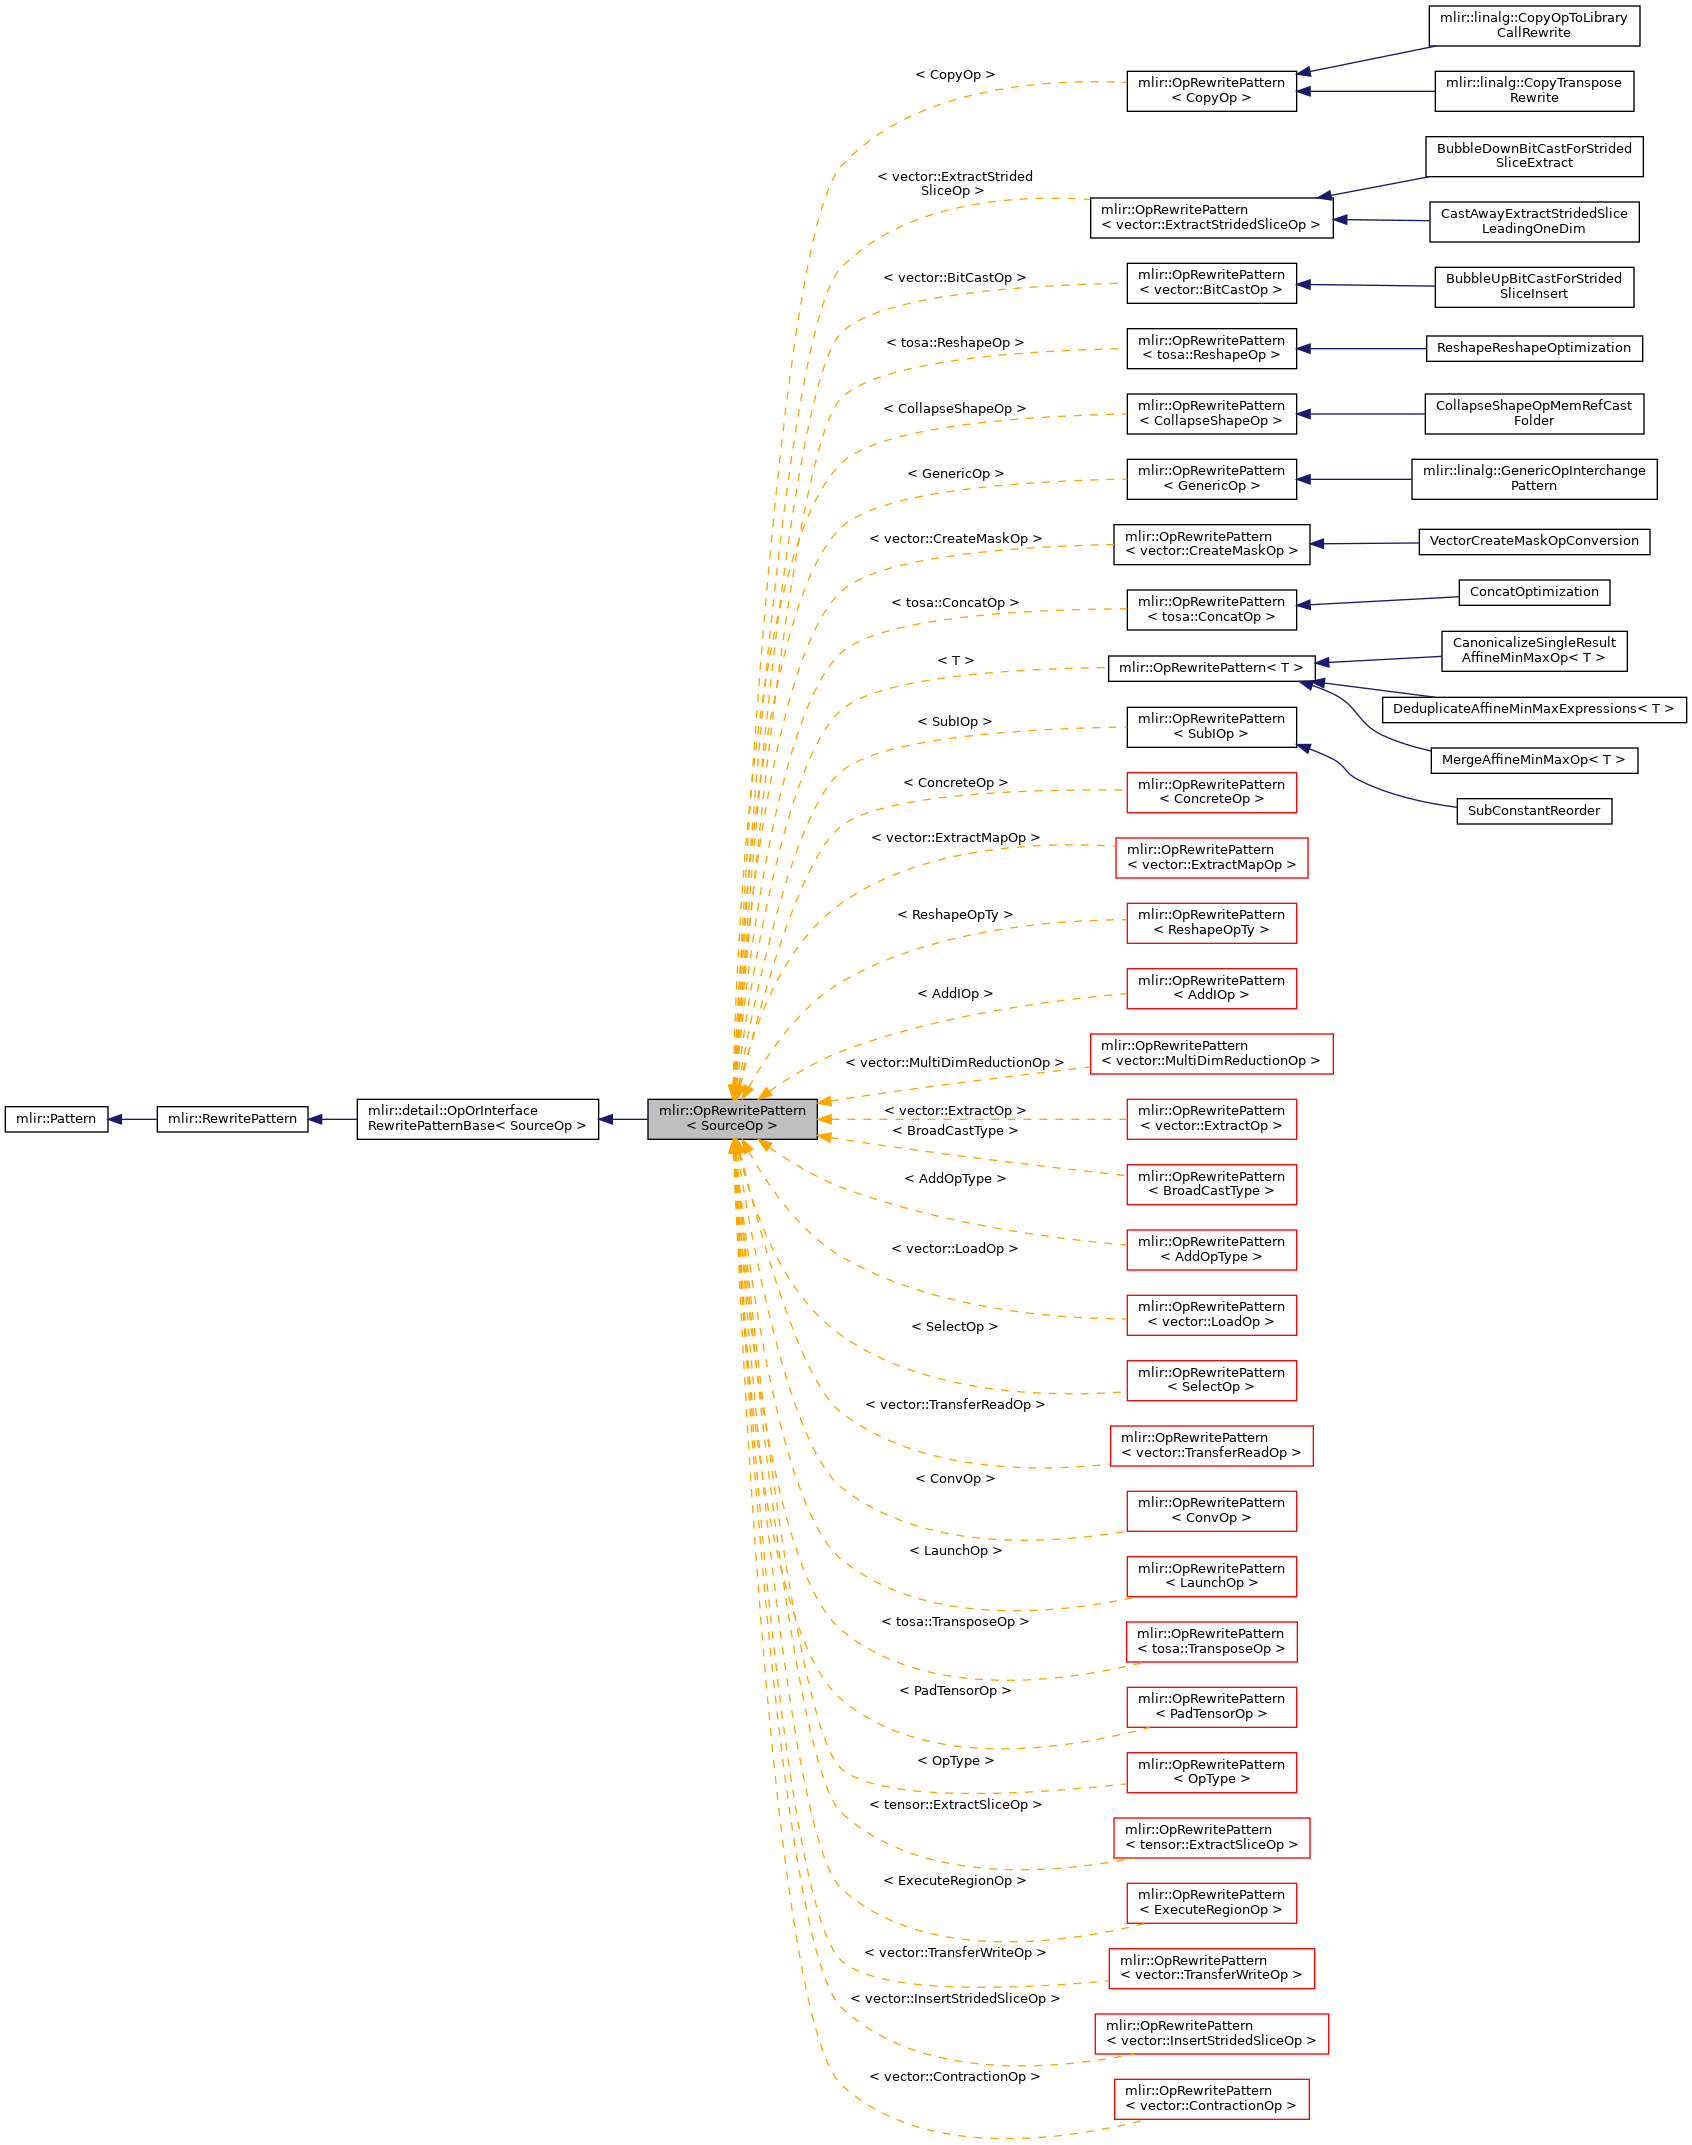 mlir::Pattern
mlir::RewritePattern
mlir::detail::OpOrInterface
RewritePatternBase< SourceOp >
mlir::OpRewritePattern
< SourceOp >
< CopyOp >
mlir::OpRewritePattern
< CopyOp >
mlir::linalg::CopyOpToLibrary
CallRewrite
mlir::linalg::CopyTranspose
Rewrite
< vector::ExtractStrided
SliceOp >
mlir::OpRewritePattern
< vector::ExtractStridedSliceOp >
BubbleDownBitCastForStrided
SliceExtract
CastAwayExtractStridedSlice
LeadingOneDim
< vector::BitCastOp >
mlir::OpRewritePattern
< vector::BitCastOp >
BubbleUpBitCastForStrided
SliceInsert
< tosa::ReshapeOp >
mlir::OpRewritePattern
< tosa::ReshapeOp >
ReshapeReshapeOptimization
< CollapseShapeOp >
mlir::OpRewritePattern
< CollapseShapeOp >
CollapseShapeOpMemRefCast
Folder
< GenericOp >
mlir::OpRewritePattern
< GenericOp >
mlir::linalg::GenericOpInterchange
Pattern
< vector::CreateMaskOp >
mlir::OpRewritePattern
< vector::CreateMaskOp >
VectorCreateMaskOpConversion
< tosa::ConcatOp >
mlir::OpRewritePattern
< tosa::ConcatOp >
ConcatOptimization
< T >
mlir::OpRewritePattern< T >
CanonicalizeSingleResult
AffineMinMaxOp< T >
DeduplicateAffineMinMaxExpressions< T >
MergeAffineMinMaxOp< T >
< SubIOp >
mlir::OpRewritePattern
< SubIOp >
SubConstantReorder
< ConcreteOp >
mlir::OpRewritePattern
< ConcreteOp >
< vector::ExtractMapOp >
mlir::OpRewritePattern
< vector::ExtractMapOp >
< ReshapeOpTy >
mlir::OpRewritePattern
< ReshapeOpTy >
< AddIOp >
mlir::OpRewritePattern
< AddIOp >
< vector::MultiDimReductionOp >
mlir::OpRewritePattern
< vector::MultiDimReductionOp >
< vector::ExtractOp >
mlir::OpRewritePattern
< vector::ExtractOp >
< BroadCastType >
mlir::OpRewritePattern
< BroadCastType >
< AddOpType >
mlir::OpRewritePattern
< AddOpType >
< vector::LoadOp >
mlir::OpRewritePattern
< vector::LoadOp >
< SelectOp >
mlir::OpRewritePattern
< SelectOp >
< vector::TransferReadOp >
mlir::OpRewritePattern
< vector::TransferReadOp >
< ConvOp >
mlir::OpRewritePattern
< ConvOp >
< LaunchOp >
mlir::OpRewritePattern
< LaunchOp >
< tosa::TransposeOp >
mlir::OpRewritePattern
< tosa::TransposeOp >
< PadTensorOp >
mlir::OpRewritePattern
< PadTensorOp >
< OpType >
mlir::OpRewritePattern
< OpType >
< tensor::ExtractSliceOp >
mlir::OpRewritePattern
< tensor::ExtractSliceOp >
< ExecuteRegionOp >
mlir::OpRewritePattern
< ExecuteRegionOp >
< vector::TransferWriteOp >
mlir::OpRewritePattern
< vector::TransferWriteOp >
< vector::InsertStridedSliceOp >
mlir::OpRewritePattern
< vector::InsertStridedSliceOp >
< vector::ContractionOp >
mlir::OpRewritePattern
< vector::ContractionOp >